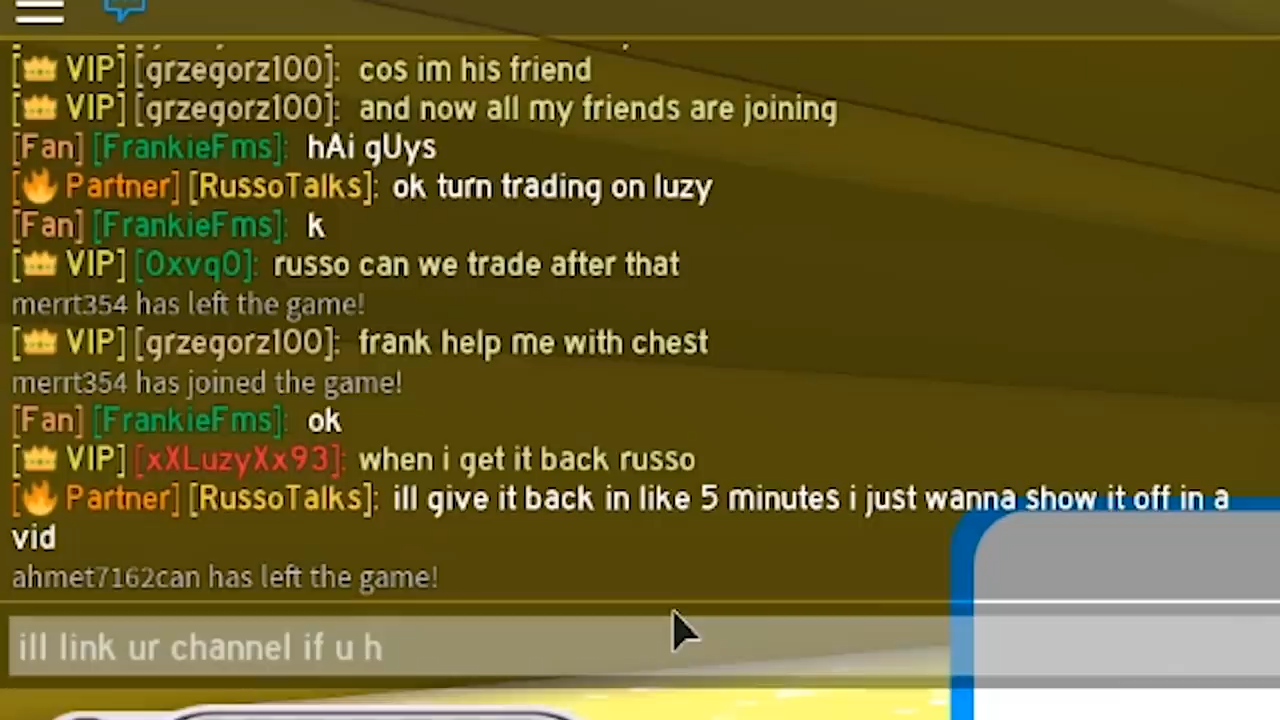 [👑 VIP] [grzegorz100]: cos im his friend
[👑 VIP] [grzegorz100]: and now all my friends are joining
[Fan] [FrankieFms]: hAi gUys
[🔥 Partner] [RussoTalks]: ok turn trading on luzy
[Fan] [FrankieFms]: k
[👑 VIP] [0xvq0]: russo can we trade after that
merrt354 has left the game!
[👑 VIP] [grzegorz100]: frank help me with chest
merrt354 has joined the game!
[Fan] [FrankieFms]: ok
[👑 VIP] [xXLuzyXx93]: when i get it back russo
[🔥 Partner] [RussoTalks]: ill give it back in like 5 minutes i just wanna show it off in a
vid
ahmet7162can has left the game!
ill link ur channel if u h